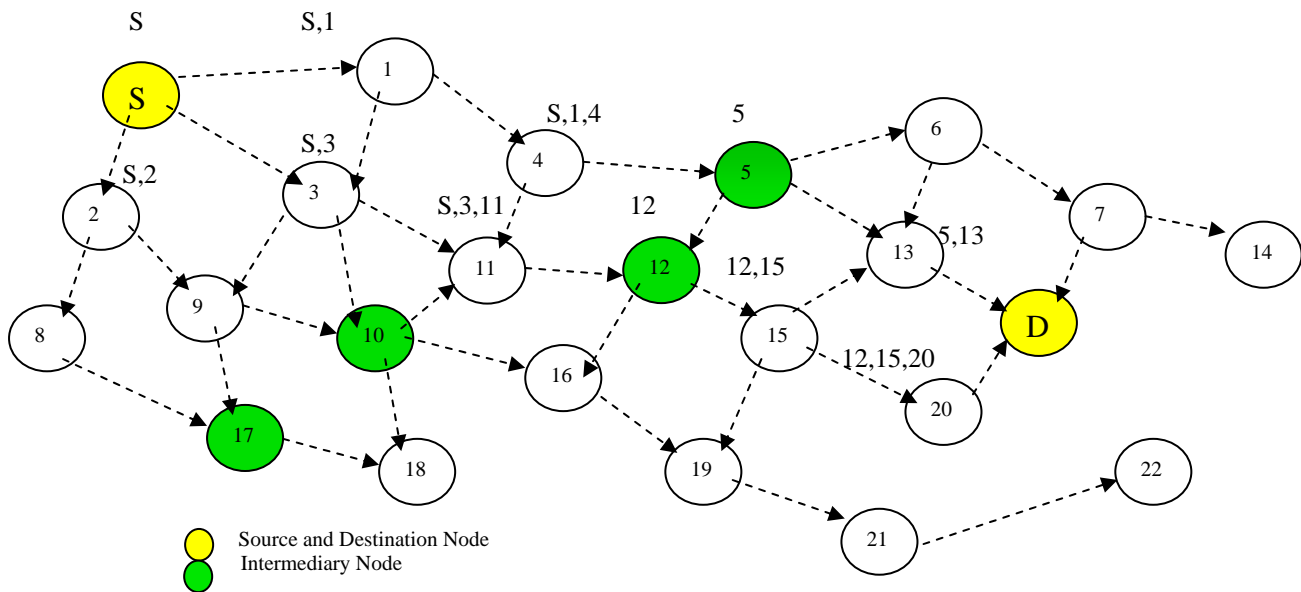 S
S,1
1
S
S,1,4
5
6
S,3
4
5
S,2
3
2
S,3,11
12
7
13
5,13
14
11
12
12,15
9
8
10
15
D
16
12,15,20
20
17
18
19
22
21
Source and Destination Node
Intermediary Node